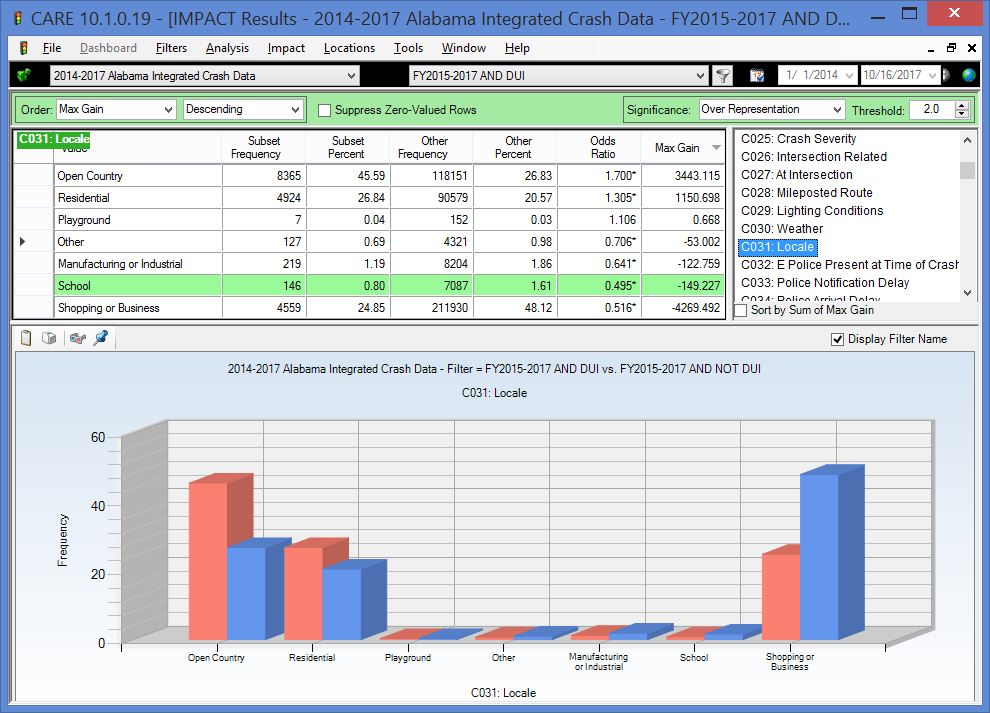 CARE 10.1.0.19 - [IMPACT Results - 2014-2017 Alabama Integrated Crash Data - FY2015-2017 AND D...
File Dashboard Filters Analysis Impact Locations Tools Window Help
2014-2017 Alabama Integrated Crash Data FY2015-2017 AND DUI 1/ 1/2014 10/16/2017
Order: Max Gain Descending Suppress Zero-Valued Rows Significance: Over Representation Threshold: 2.0
C031: Locale
Value Subset Frequency Subset Percent Other Frequency Other Percent Odds Ratio Max Gain
Open Country 8365 45.59 118151 26.83 1.700* 3443.115
Residential 4924 26.84 90579 20.57 1.305* 1150.698
Playground 7 0.04 152 0.03 1.106 0.668
Other 127 0.69 4321 0.98 0.706* -53.002
Manufacturing or Industrial 219 1.19 8204 1.86 0.641* -122.759
School 146 0.80 7087 1.61 0.495* -149.227
Shopping or Business 4559 24.85 211930 48.12 0.516* -4269.492
C025: Crash Severity
C026: Intersection Related
C027: At Intersection
C028: Mileposted Route
C029: Lighting Conditions
C030: Weather
C031: Locale
C032: E Police Present at Time of Crash
C033: Police Notification Delay
C034: Police Arrival Delay
Sort by Sum of Max Gain
Display Filter Name
2014-2017 Alabama Integrated Crash Data - Filter = FY2015-2017 AND DUI vs. FY2015-2017 AND NOT DUI
C031: Locale
60
40
20
0
Frequency
Open Country Residential Playground Other Manufacturing or Industrial School Shopping or Business
C031: Locale